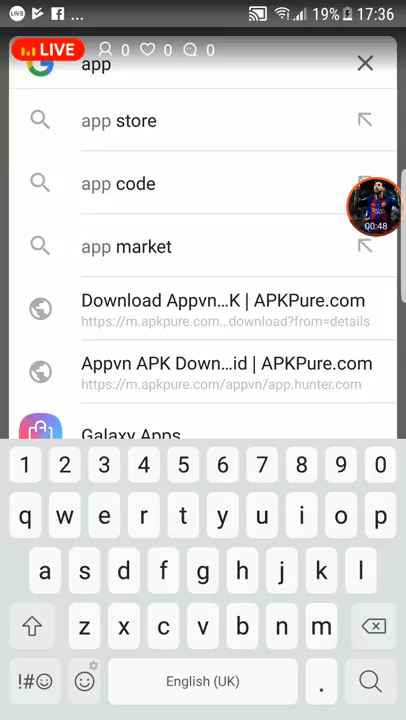 LIVE ... 19% 17:36
LIVE 0 0 0
app
app store
app code
00:48
app market
Download Appvn...K | APKPure.com
https://m.apkpure.com...download?from=details
Appvn APK Down...id | APKPure.com
https://m.apkpure.com/appvn/app.hunter.com
Galaxy Apps
1 2 3 4 5 6 7 8 9 0
q w e r t y u i o p
a s d f g h j k l
z x c v b n m
!#☺ English (UK) .